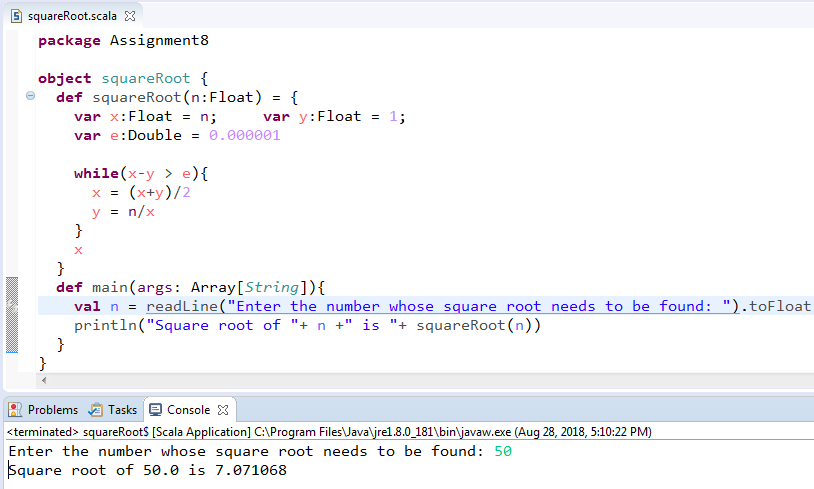 squareRoot.scala
package Assignment8
object squareRoot {
def squareRoot(n:Float) = {
var x:Float = n;     var y:Float = 1;
var e:Double = 0.000001
while(x-y > e){
x = (x+y)/2
y = n/x
}
x
}
def main(args: Array[String]){
val n = readLine("Enter the number whose square root needs to be found: ").toFloat
println("Square root of "+ n +" is "+ squareRoot(n))
}
}
Problems Tasks Console
<terminated> squareRoot$ [Scala Application] C:\Program Files\Java\jre1.8.0_181\bin\javaw.exe (Aug 28, 2018, 5:10:22 PM)
Enter the number whose square root needs to be found: 50
Square root of 50.0 is 7.071068